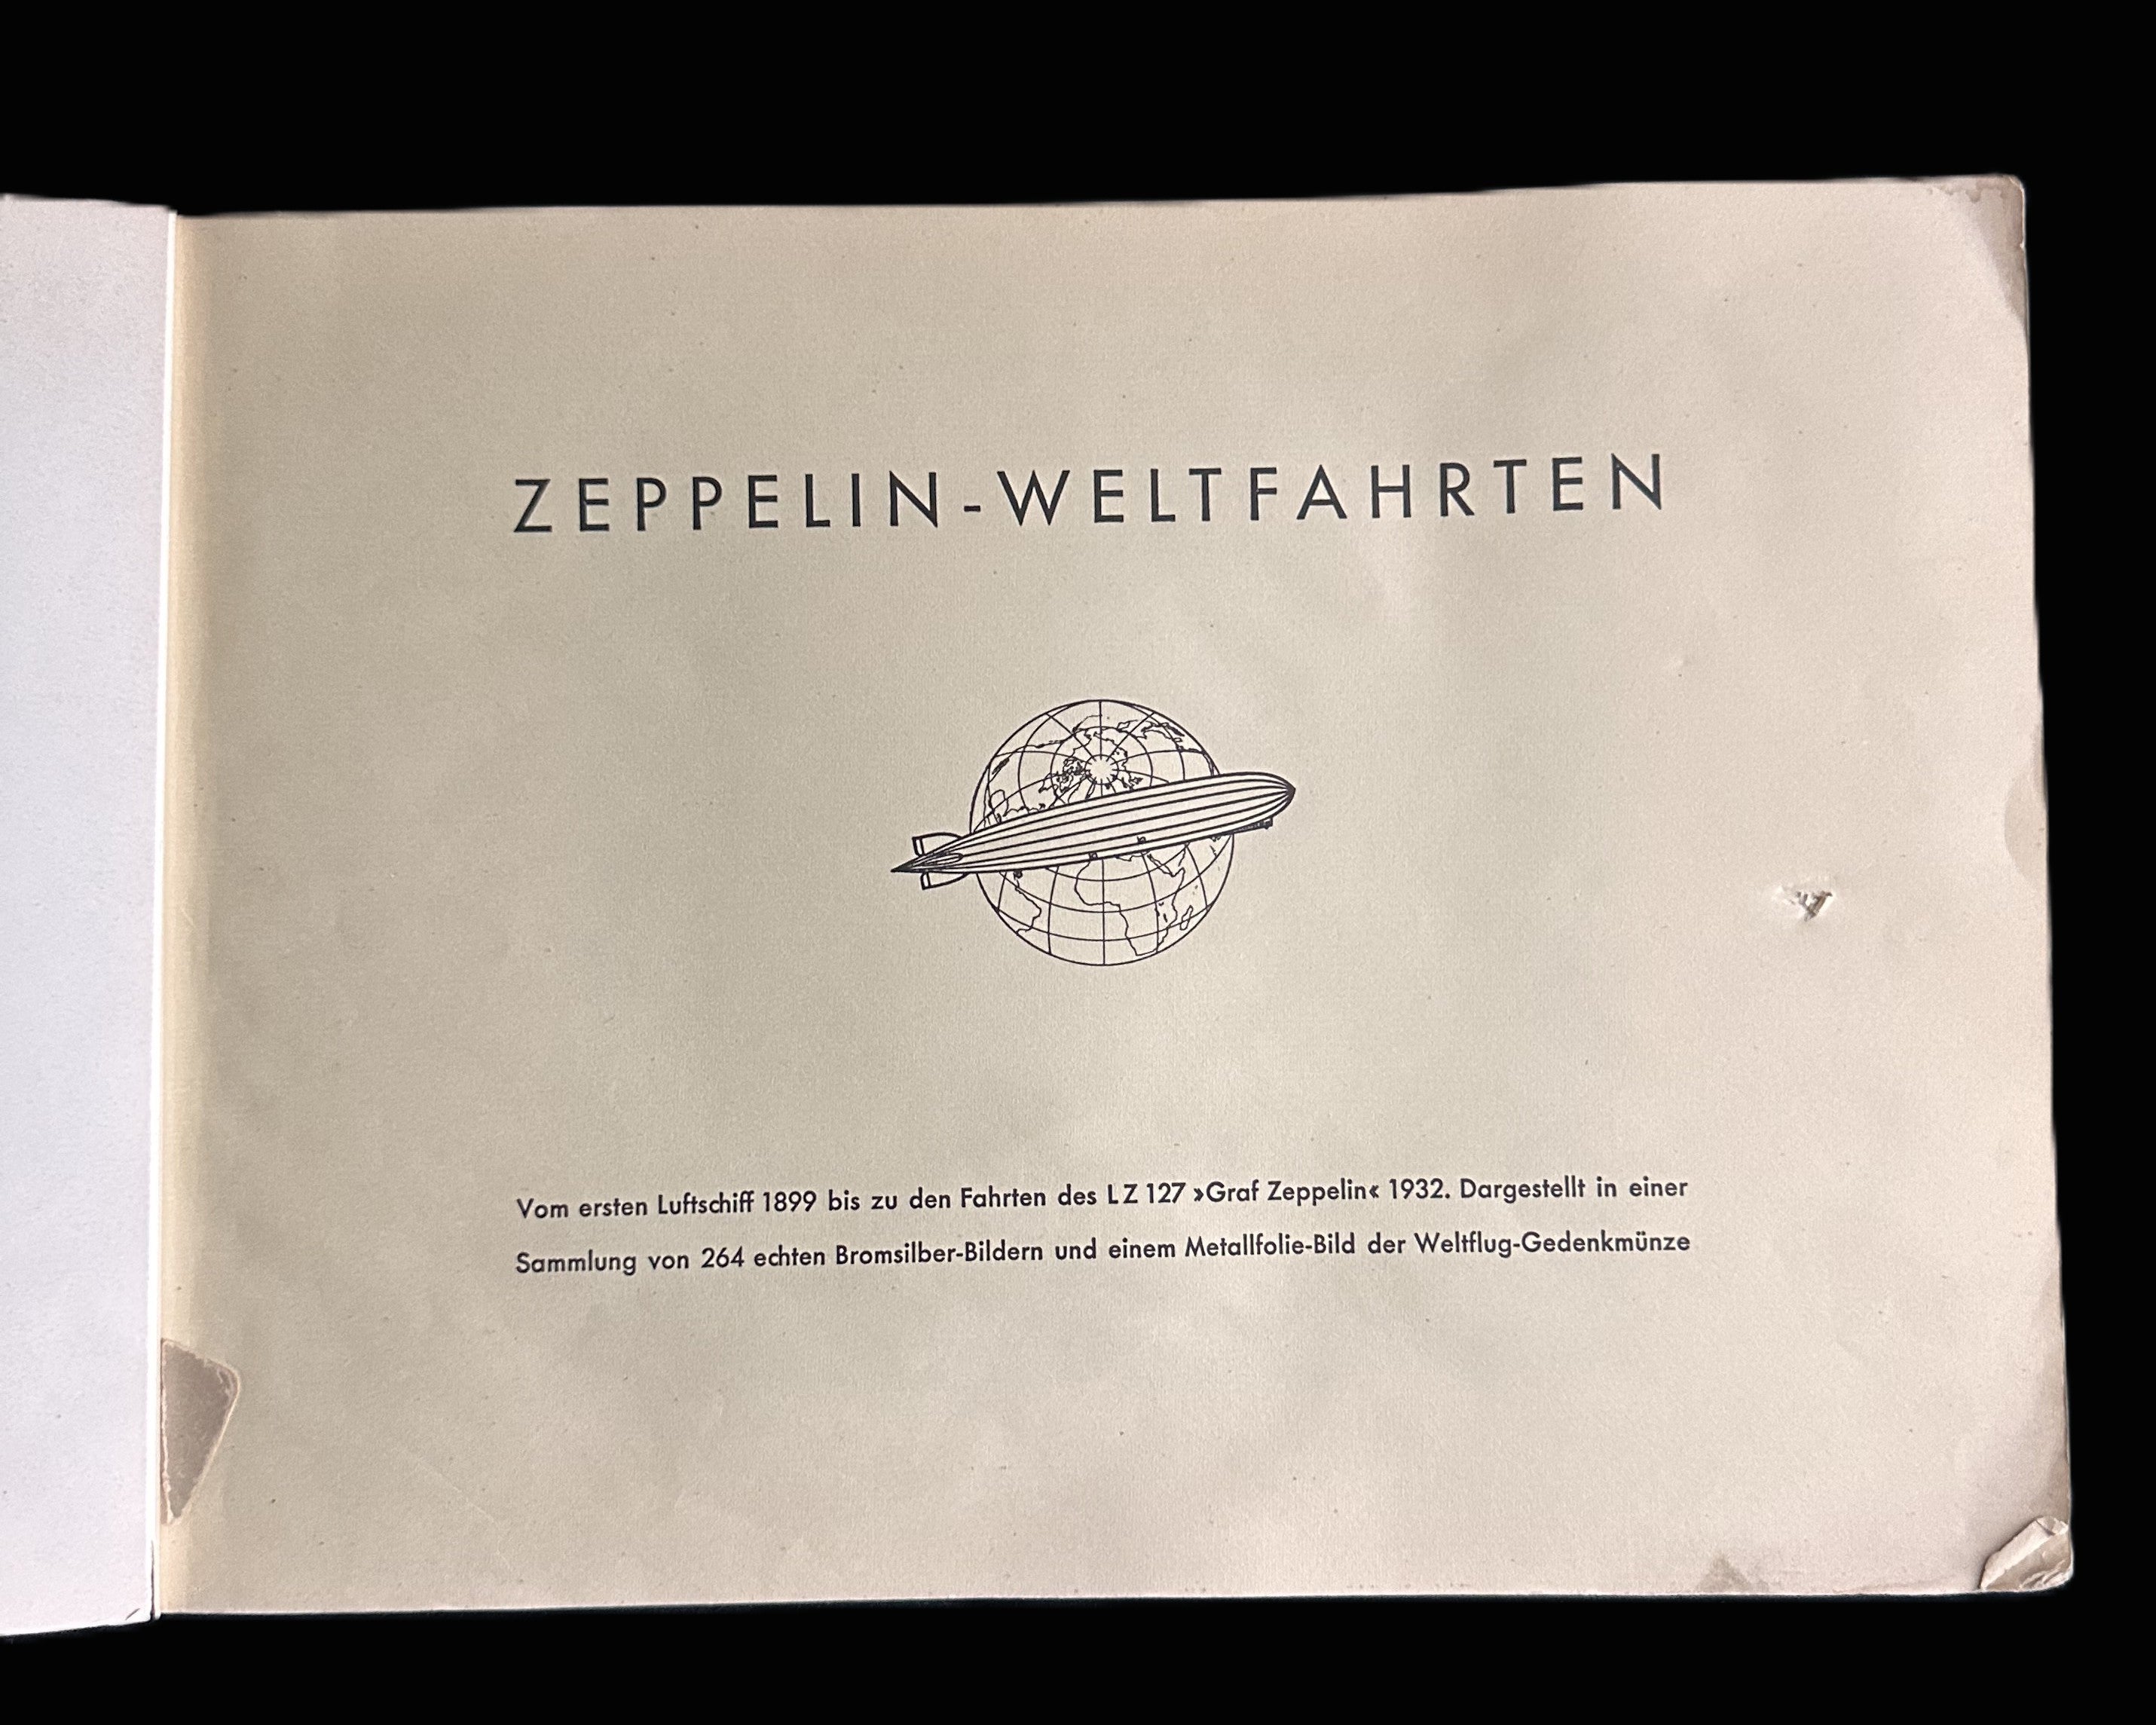 ZEPPELIN-WELTFAHRTEN
Vom ersten Luftschiff 1899 bis zu den Fahrten des LZ 127 »Graf Zeppelin« 1932. Dargestellt in einer
Sammlung von 264 echten Bromsilber-Bildern und einem Metallfolie-Bild der Weltflug-Gedenkmünze